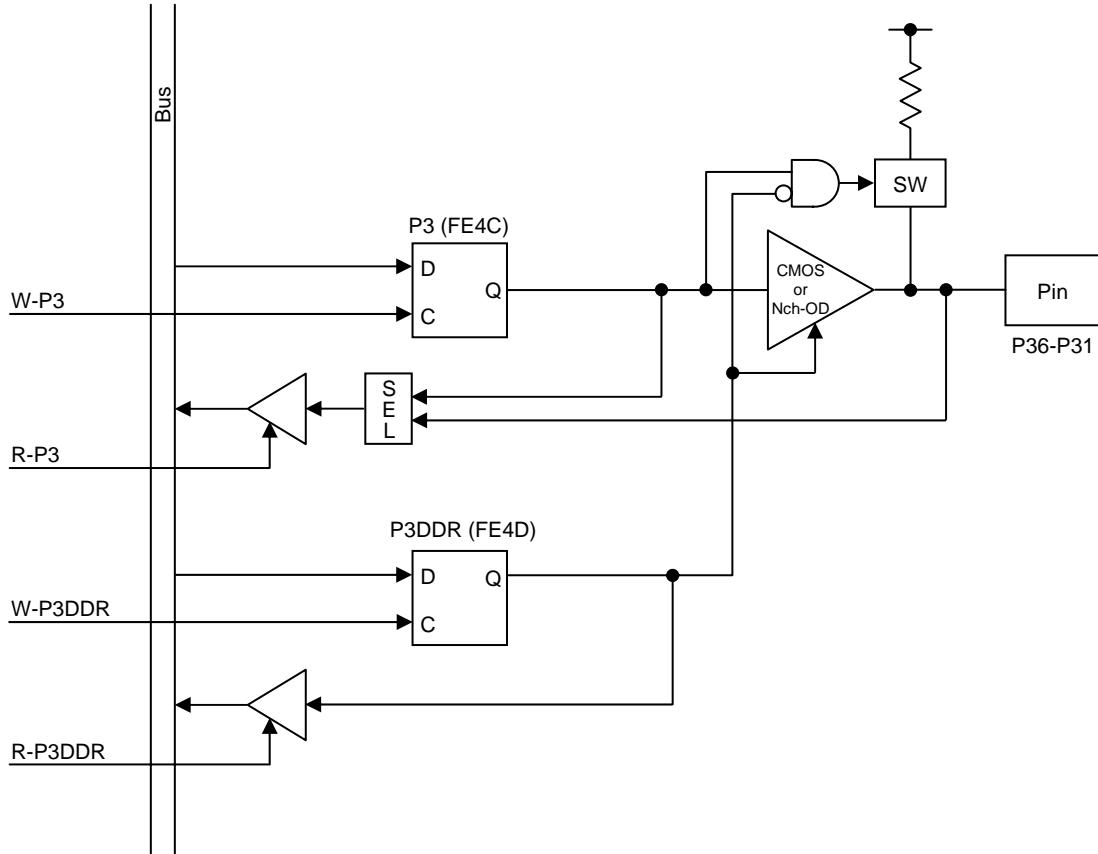 Bus
SW
P3 (FE4C)
D
Q
C
CMOS
or
Nch-OD
Pin
P36-P31
W-P3
S
E
L
R-P3
P3DDR (FE4D)
D
Q
C
W-P3DDR
R-P3DDR